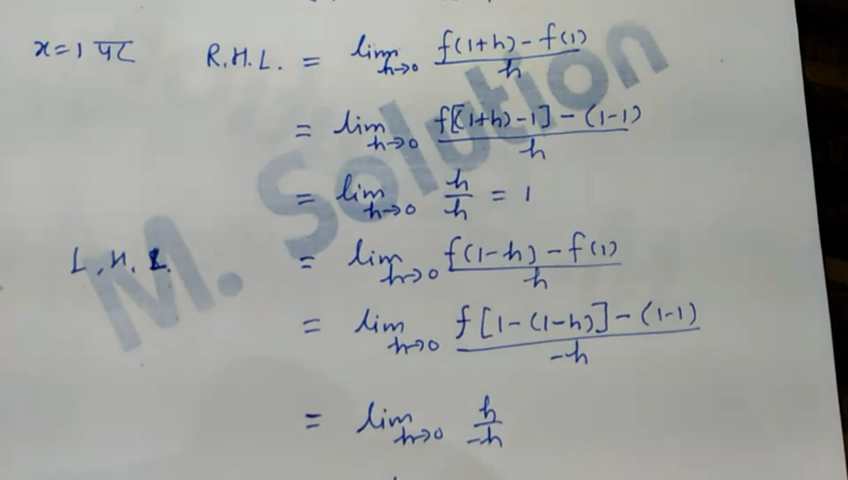 x=1 पर R.H.L. = lim h→0 f(1+h) - f(1) / h
= lim h→0 f[(1+h)-1] - (1-1) / h
= lim h→0 h/h = 1
L.H.L. = lim h→0 f(1-h) - f(1) / h
= lim h→0 f[1-(1-h)] - (1-1) / -h
= lim h→0 h/-h
M. Solution